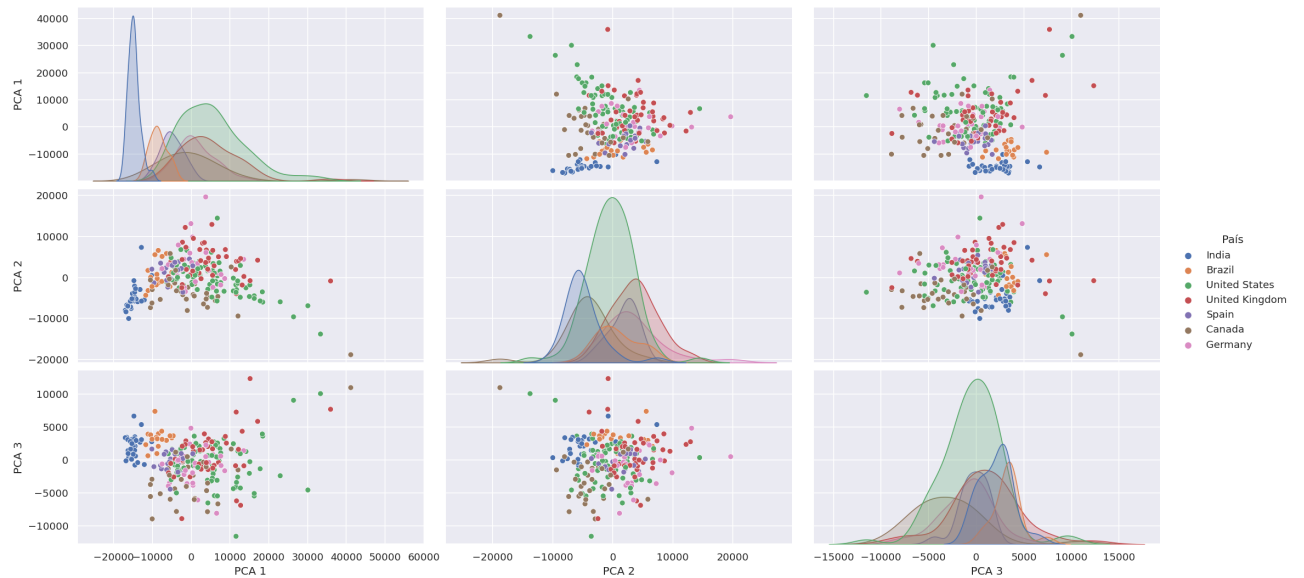 PCA 1
40000
30000
20000
10000
0
−10000
PCA 2
20000
10000
0
−10000
−20000
PCA 3
10000
5000
0
−5000
−10000
−20000 −10000 0 10000 20000 30000 40000 50000 60000
PCA 1
−20000 −10000 0 10000 20000
PCA 2
−15000 −10000 −5000 0 5000 10000 15000
PCA 3
País
India
Brazil
United States
United Kingdom
Spain
Canada
Germany